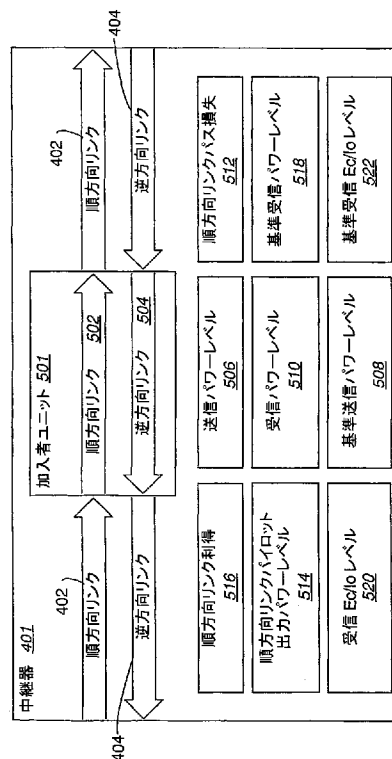 中継器 401
402
順方向リンク
逆方向リンク
404
加入者ユニット 501
順方向リンク 502
逆方向リンク 504
402
順方向リンク
逆方向リンク
404
順方向リンク利得
516
送信パワーレベル
506
順方向リンクパス損失
512
順方向リンクパイロット
出力パワーレベル
514
受信パワーレベル
510
基準受信パワーレベル
518
受信 Ec/Ioレベル
520
基準送信パワーレベル
508
基準受信 Ec/Ioレベル
522